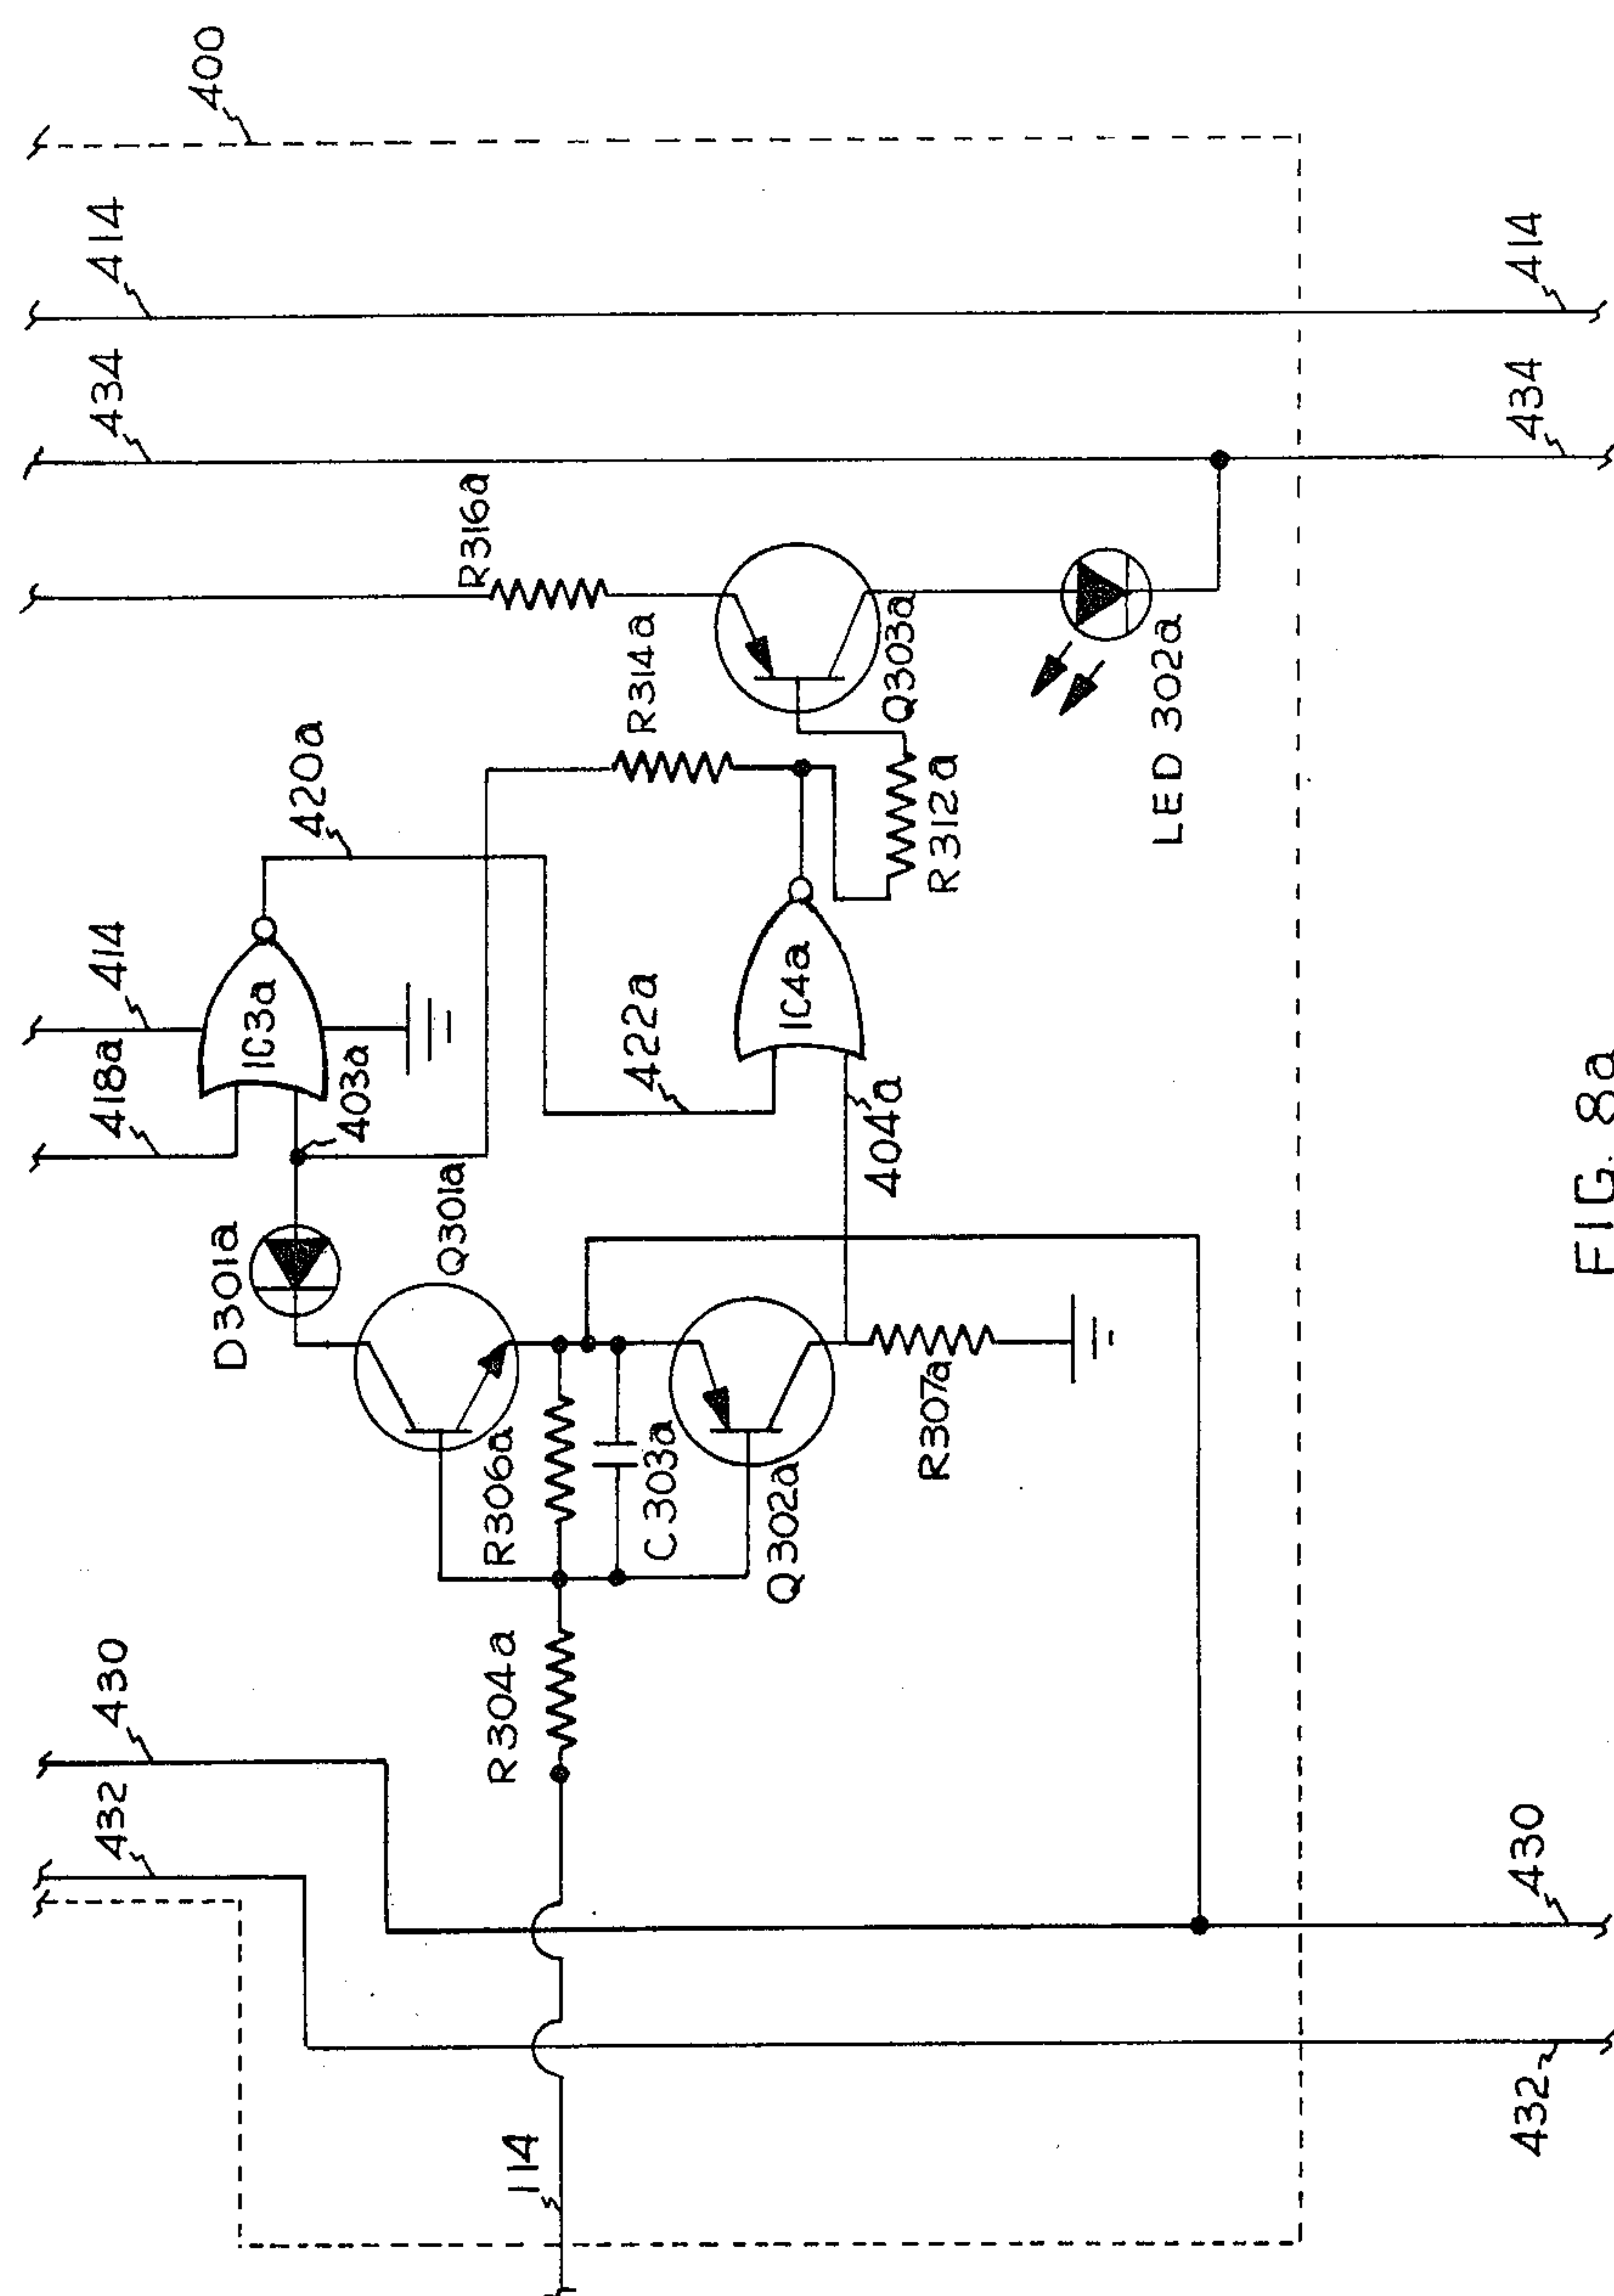 400
414
434
R316a
R314a
420a
414
418a
IC3a
403a
422a
IC4a
R312a
Q303a
LED 302a
404a
D301a
Q301a
R306a
C303a
Q302a
R307a
R304a
430
432
114
414
434
430
432
FIG. 8a